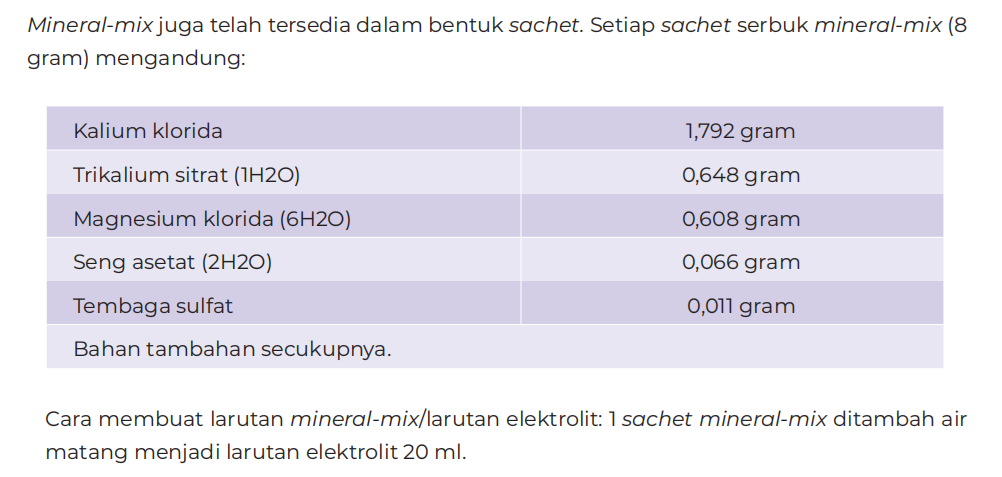 Mineral-mix juga telah tersedia dalam bentuk sachet. Setiap sachet serbuk mineral-mix (8
gram) mengandung:
Kalium klorida 1,792 gram
Trikalium sitrat (1H2O) 0,648 gram
Magnesium klorida (6H2O) 0,608 gram
Seng asetat (2H2O) 0,066 gram
Tembaga sulfat 0,011 gram
Bahan tambahan secukupnya.
Cara membuat larutan mineral-mix/larutan elektrolit: 1 sachet mineral-mix ditambah air
matang menjadi larutan elektrolit 20 ml.